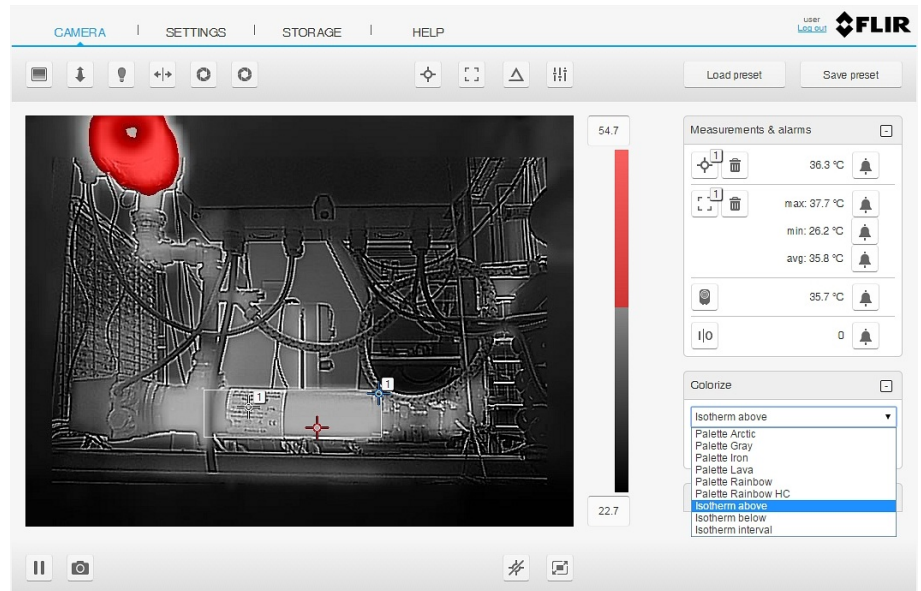 CAMERA SETTINGS STORAGE HELP
user
Log out
FLIR
Load preset Save preset
54.7
22.7
1
1
Measurements & alarms
1
36.3 °C
1
max: 37.7 °C
min: 26.2 °C
avg: 35.8 °C
35.7 °C
I|O 0
Colorize
Isotherm above
Palette Arctic
Palette Gray
Palette Iron
Palette Lava
Palette Rainbow
Palette Rainbow HC
Isotherm above
Isotherm below
Isotherm interval